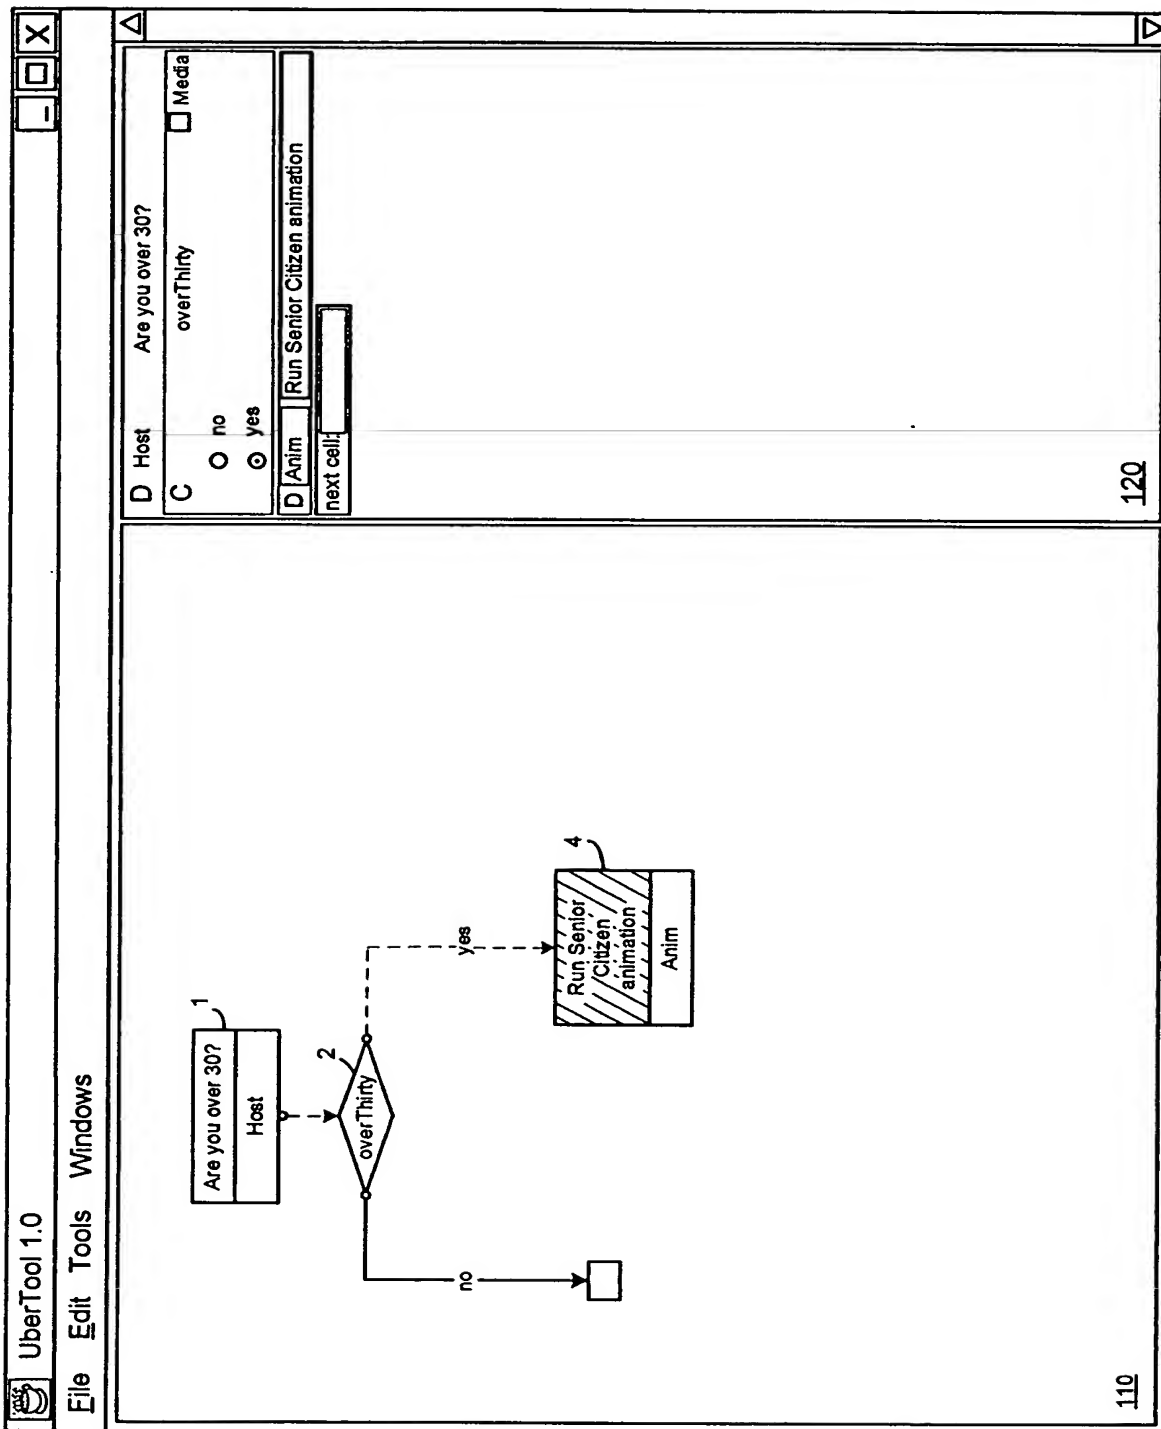 UberTool 1.0
_ □ X
File Edit Tools Windows
Are you over 30?
Host
1
overThirty
2
no
yes
Run Senior
Citizen
animation
Anim
4
110
D Host Are you over 30?
C overThirty Media
no
yes
D Anim Run Senior Citizen animation
next cell:
120